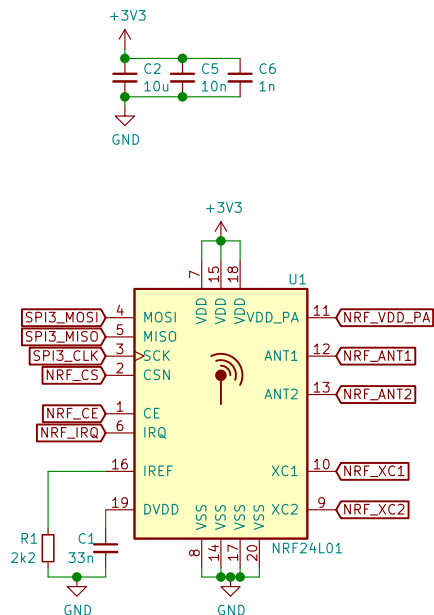 +3V3
C2 C5 C6
10u 10n 1n
GND
+3V3
7 15 18
U1
VDD VDD VDD
SPI3_MOSI 4 MOSI VDD_PA 11 NRF_VDD_PA
SPI3_MISO 5 MISO
SPI3_CLK 3 SCK ANT1 12 NRF_ANT1
NRF_CS 2 CSN
ANT2 13 NRF_ANT2
NRF_CE 1 CE
NRF_IRQ 6 IRQ
16 IREF XC1 10 NRF_XC1
19 DVDD XC2 9 NRF_XC2
VSS VSS VSS VSS
R1 C1
2k2 33n
8 14 17 20
NRF24L01
GND GND